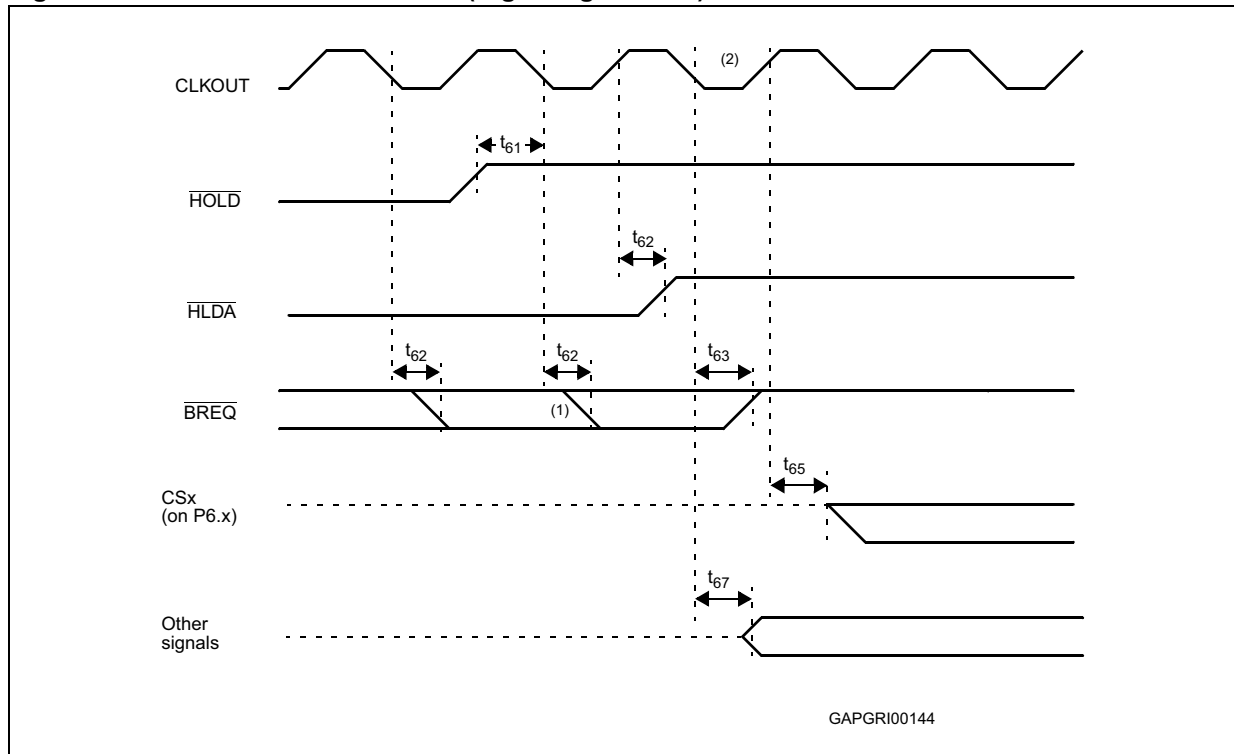 CLKOUT
(2)
t61
HOLD
t62
HLDA
t62
t62
t63
BREQ
(1)
t65
CSx
(on P6.x)
t67
Other
signals
GAPGRI00144